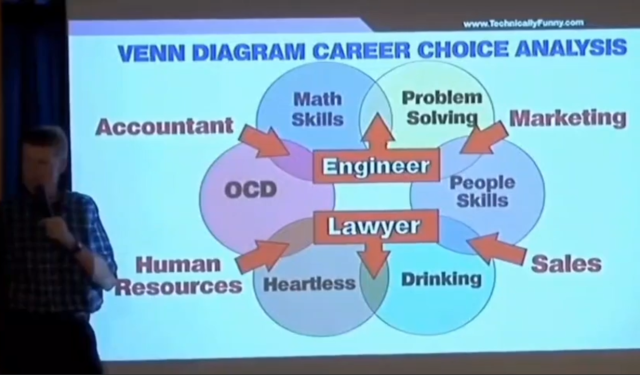 www.TechnicallyFunny.com
VENN DIAGRAM CAREER CHOICE ANALYSIS
Math
Skills
Problem
Solving
Accountant
Marketing
Engineer
OCD
People
Skills
Lawyer
Human
Resources
Heartless
Drinking
Sales